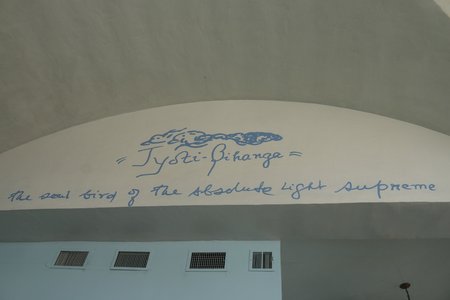 = Jyoti-Bihanga =
the soul bird of the absolute Light supreme